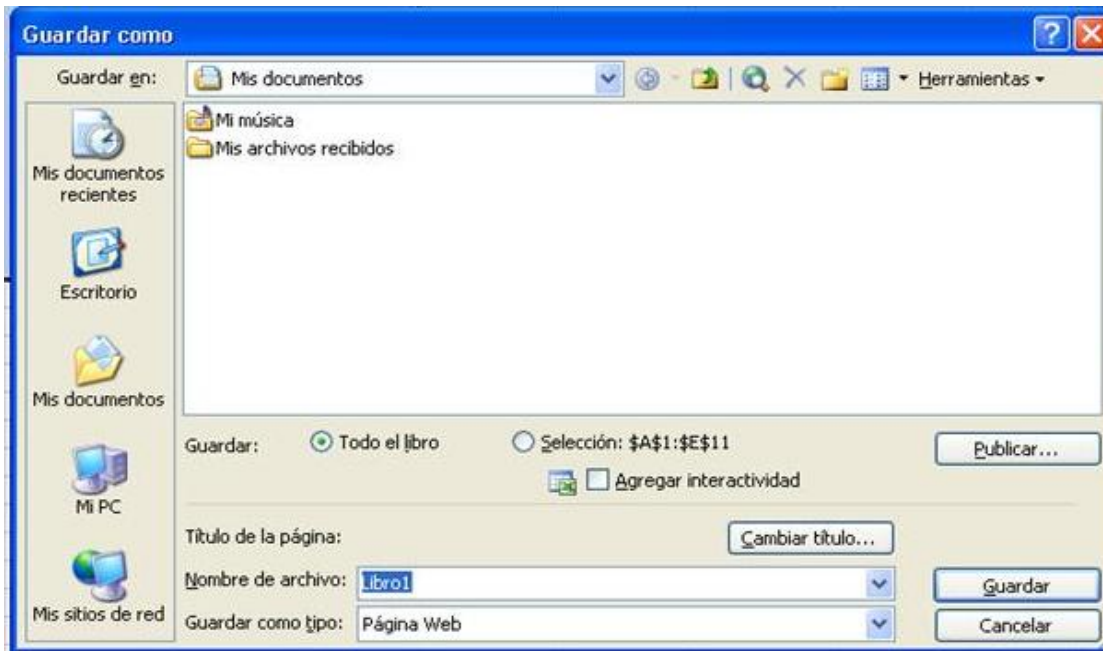 Guardar como
Guardar en: Mis documentos Herramientas
Mi música
Mis archivos recibidos
Mis documentos
recientes
Escritorio
Mis documentos
Mi PC
Mis sitios de red
Guardar: Todo el libro Selección: $A$1:$E$11 Publicar...
Agregar interactividad
Título de la página: Cambiar título...
Nombre de archivo: Libro1 Guardar
Guardar como tipo: Página Web Cancelar